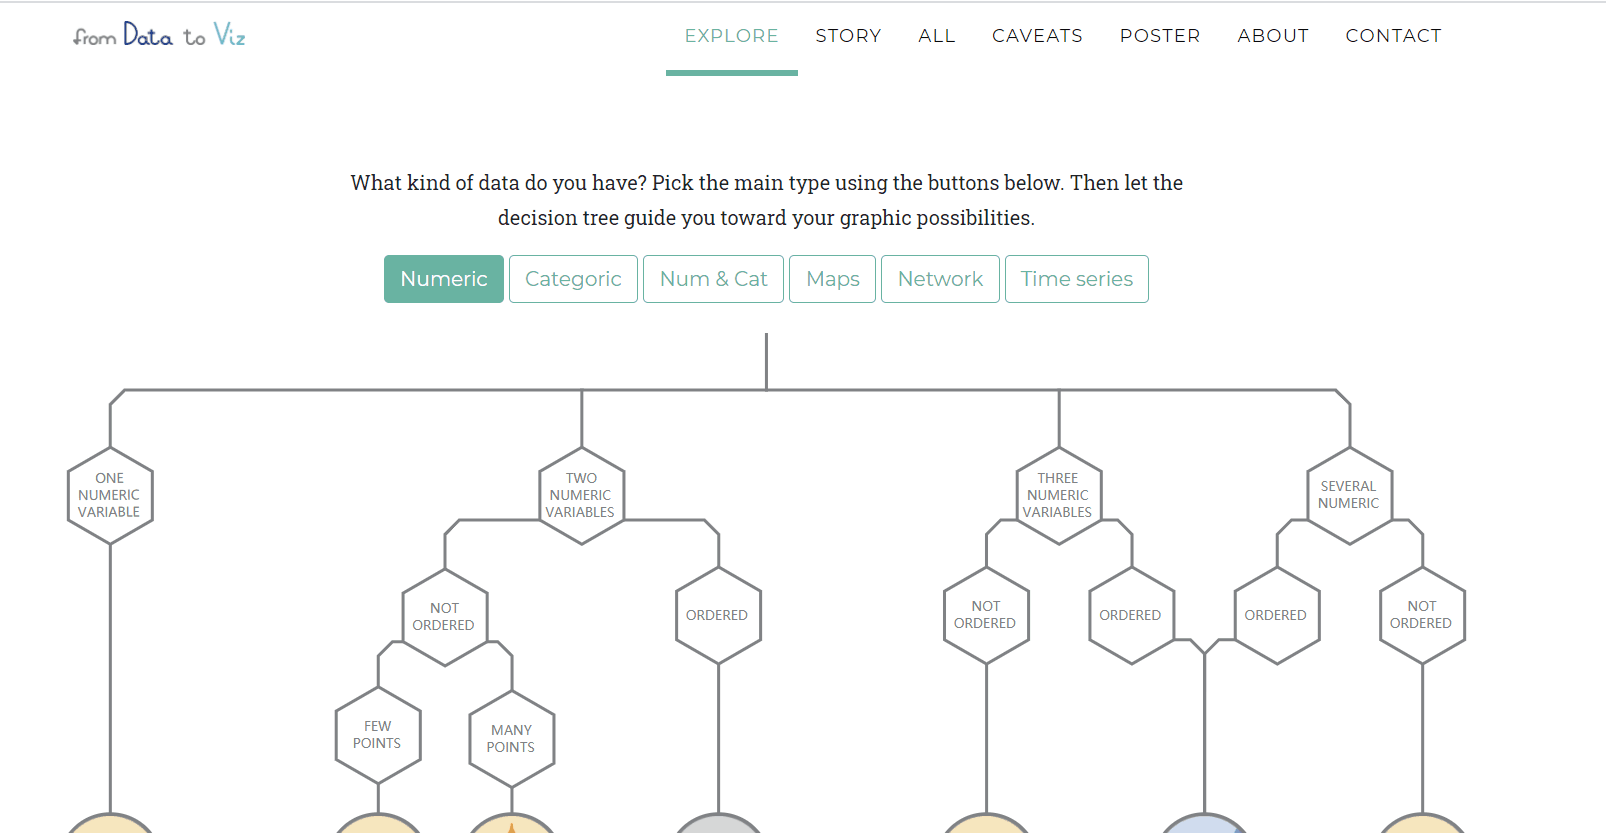 from Data to Viz
EXPLORE STORY ALL CAVEATS POSTER ABOUT CONTACT
What kind of data do you have? Pick the main type using the buttons below. Then let the
decision tree guide you toward your graphic possibilities.
Numeric Categoric Num & Cat Maps Network Time series
ONE
NUMERIC
VARIABLE
TWO
NUMERIC
VARIABLES
THREE
NUMERIC
VARIABLES
SEVERAL
NUMERIC
NOT
ORDERED
ORDERED
NOT
ORDERED
ORDERED
ORDERED
NOT
ORDERED
FEW
POINTS
MANY
POINTS